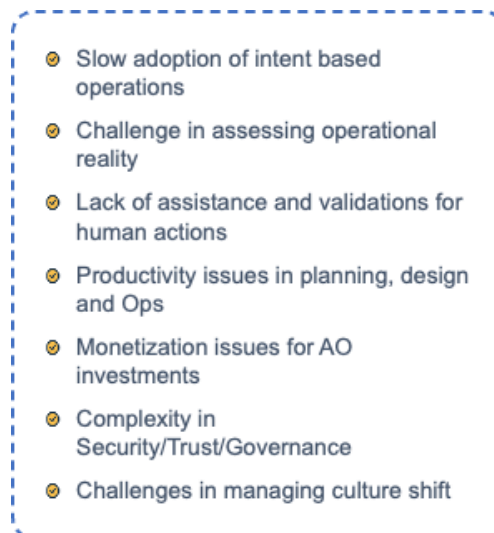 Slow adoption of intent based
operations
Challenge in assessing operational
reality
Lack of assistance and validations for
human actions
Productivity issues in planning, design
and Ops
Monetization issues for AO
investments
Complexity in
Security/Trust/Governance
Challenges in managing culture shift